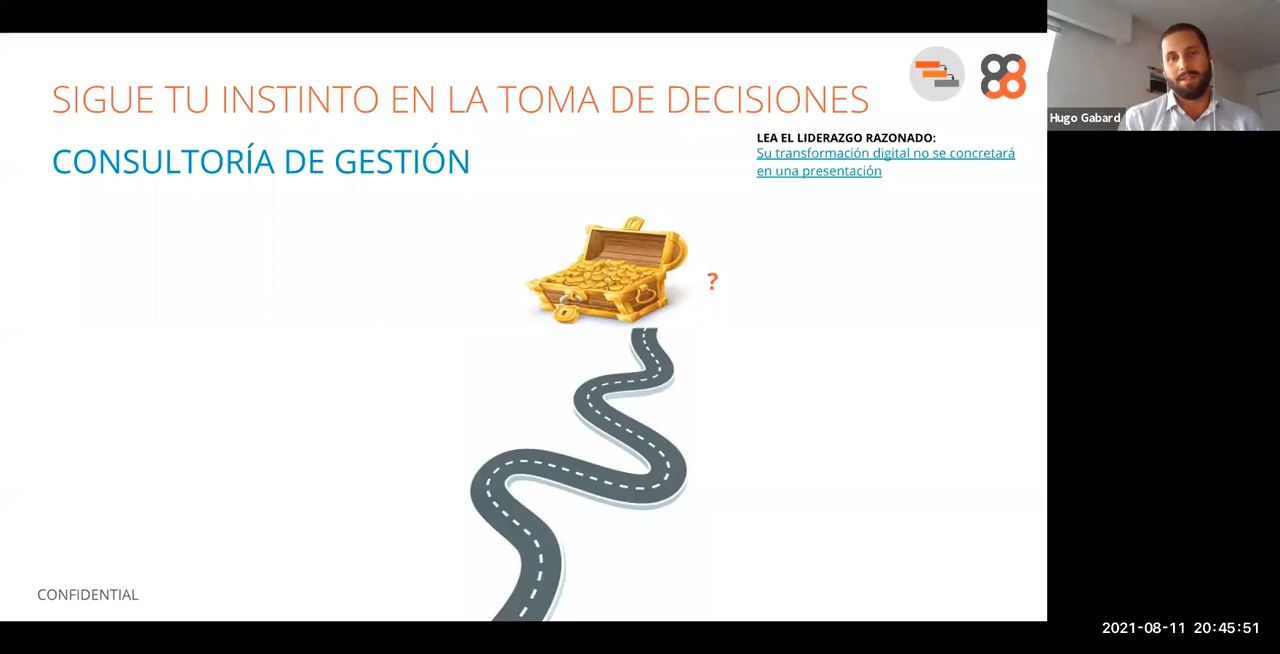 SIGUE TU INSTINTO EN LA TOMA DE DECISIONES
CONSULTORÍA DE GESTIÓN
LEA EL LIDERAZGO RAZONADO:
Su transformación digital no se concretará
en una presentación
Hugo Gabard
?
CONFIDENTIAL
2021-08-11 20:45:51